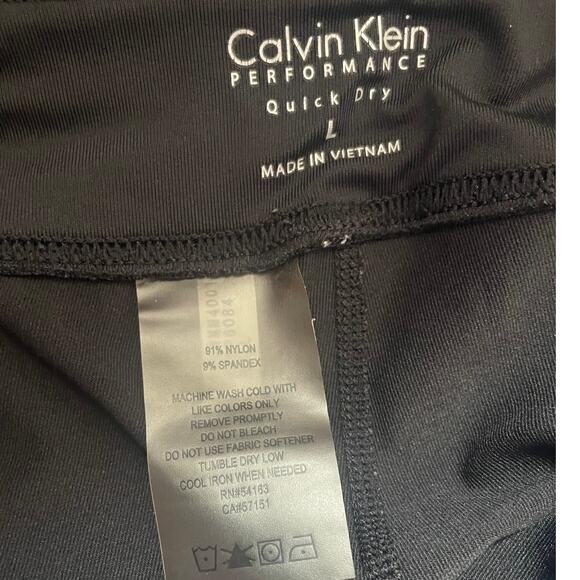 Calvin Klein
PERFORMANCE
Quick Dry
L
MADE IN VIETNAM
91% NYLON
9% SPANDEX
MACHINE WASH COLD WITH
LIKE COLORS ONLY
REMOVE PROMPTLY
DO NOT BLEACH
DO NOT USE FABRIC SOFTENER
TUMBLE DRY LOW
COOL IRON WHEN NEEDED
RN#54163
CA#57151